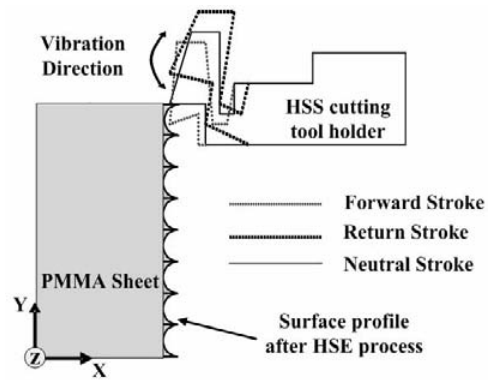 Vibration
Direction
HSS cutting
tool holder
Forward Stroke
Return Stroke
Neutral Stroke
PMMA Sheet
Y
Z
X
Surface profile
after HSE process